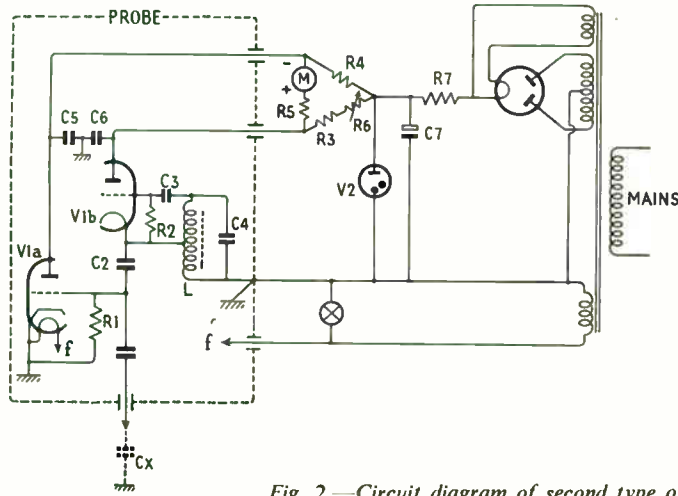 PROBE
R4
M
R5
R7
C5 C6
R3
R6
C7
C3
V2
MAINS
V1b
R2
C4
V1a
C2
L
R1
f
f
Cx
Fig. 2.—Circuit diagram of second type of